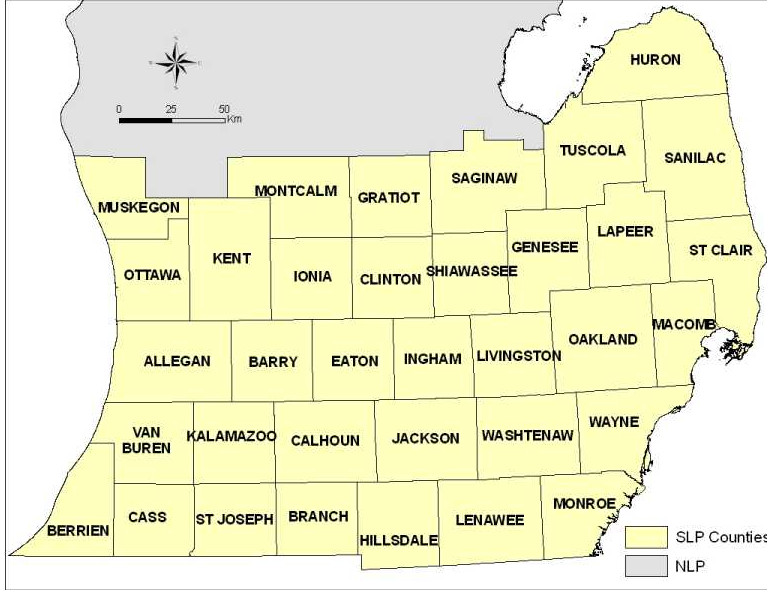 HURON
0 25 50
Km
TUSCOLA
SANILAC
SAGINAW
MONTCALM
GRATIOT
MUSKEGON
LAPEER
GENESEE
ST CLAIR
KENT
OTTAWA
IONIA
CLINTON
SHIAWASSEE
MACOMB
OAKLAND
ALLEGAN
BARRY
EATON
INGHAM
LIVINGSTON
WAYNE
VAN
BUREN
KALAMAZOO
CALHOUN
JACKSON
WASHTENAW
MONROE
BERRIEN
CASS
ST JOSEPH
BRANCH
HILLSDALE
LENAWEE
SLP Counties
NLP